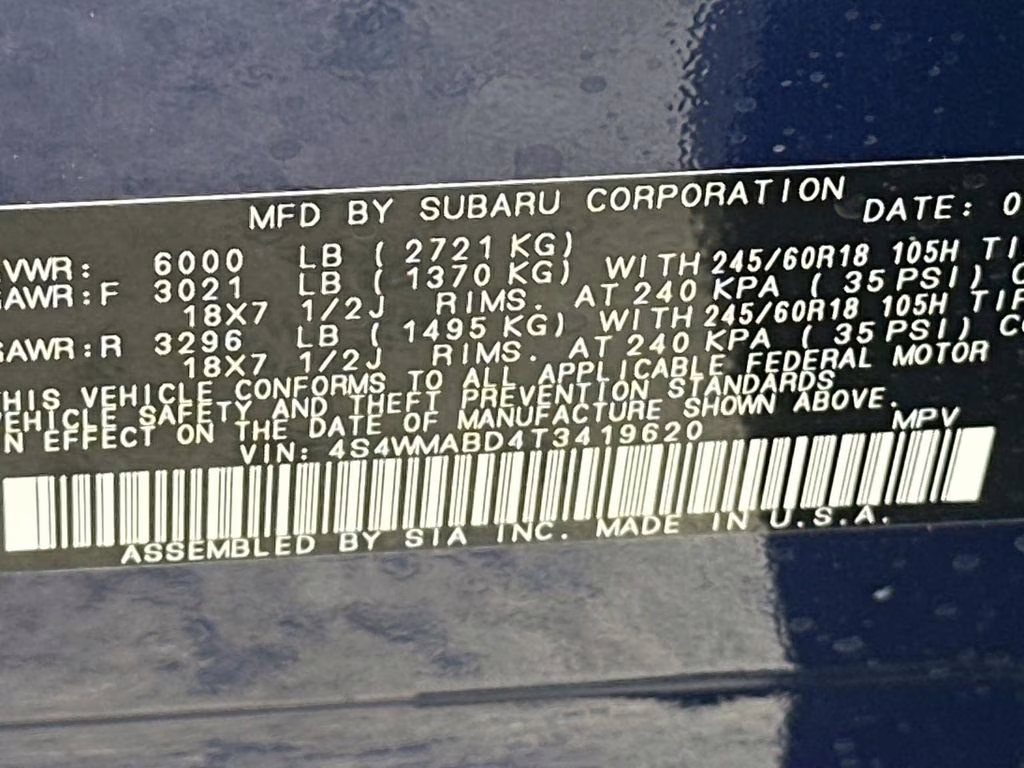 MFD BY SUBARU CORPORATION DATE: 0
VWR: 6000 LB ( 2721 KG)
GAWR:F 3021 LB ( 1370 KG) WITH 245/60R18 105H TI
18X7 1/2J RIMS. AT 240 KPA ( 35 PSI) C
GAWR:R 3296 LB ( 1495 KG) WITH 245/60R18 105H TIR
18X7 1/2J RIMS. AT 240 KPA ( 35 PSI) CO
HIS VEHICLE CONFORMS TO ALL APPLICABLE FEDERAL MOTOR
VEHICLE SAFETY AND THEFT PREVENTION STANDARDS
N EFFECT ON THE DATE OF MANUFACTURE SHOWN ABOVE.
VIN: 4S4WMABD4T3419620 MPV
ASSEMBLED BY SIA INC. MADE IN U.S.A.